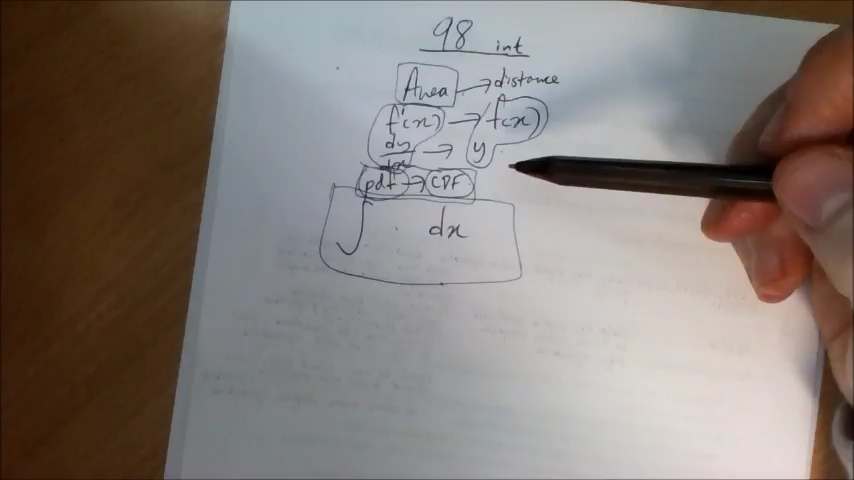 98 int
Area → distance
f'(x) → f(x)
dy/dx → y
pdf → CDF
∫ dx